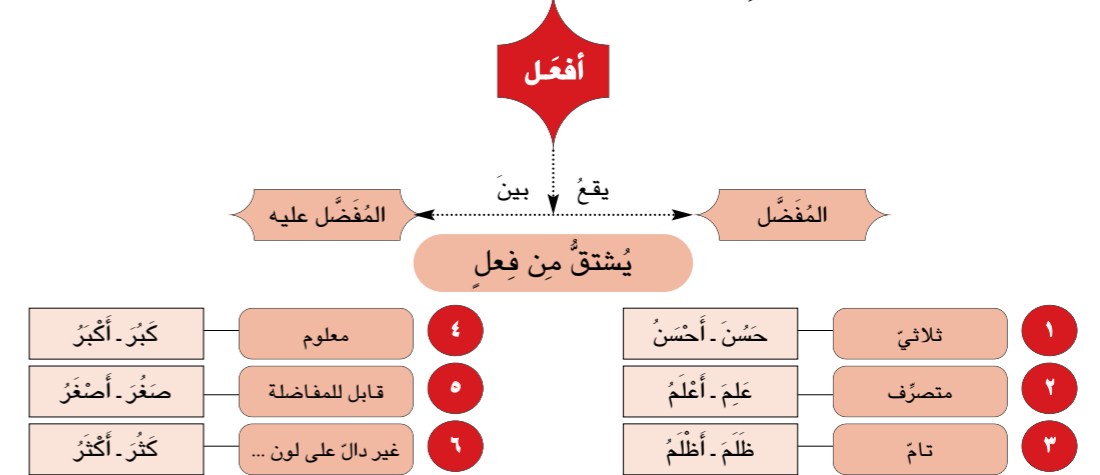 أفعَـل
يقعُ بينَ
المُفَضَّل
المُفَضَّل عليه
يُشتقُّ مِن فِعلٍ
١ ثلاثيّ حَسُنَ ـ أَحْسَنُ
٢ متصرِّف عَلِمَ ـ أَعْلَمُ
٣ تامّ ظَلَمَ ـ أَظْلَمُ
٤ معلوم كَبُرَ ـ أَكْبَرُ
٥ قابل للمفاضلة صَغُرَ ـ أَصْغَرُ
٦ غير دالّ على لون ... كَثُرَ ـ أَكْثَرُ